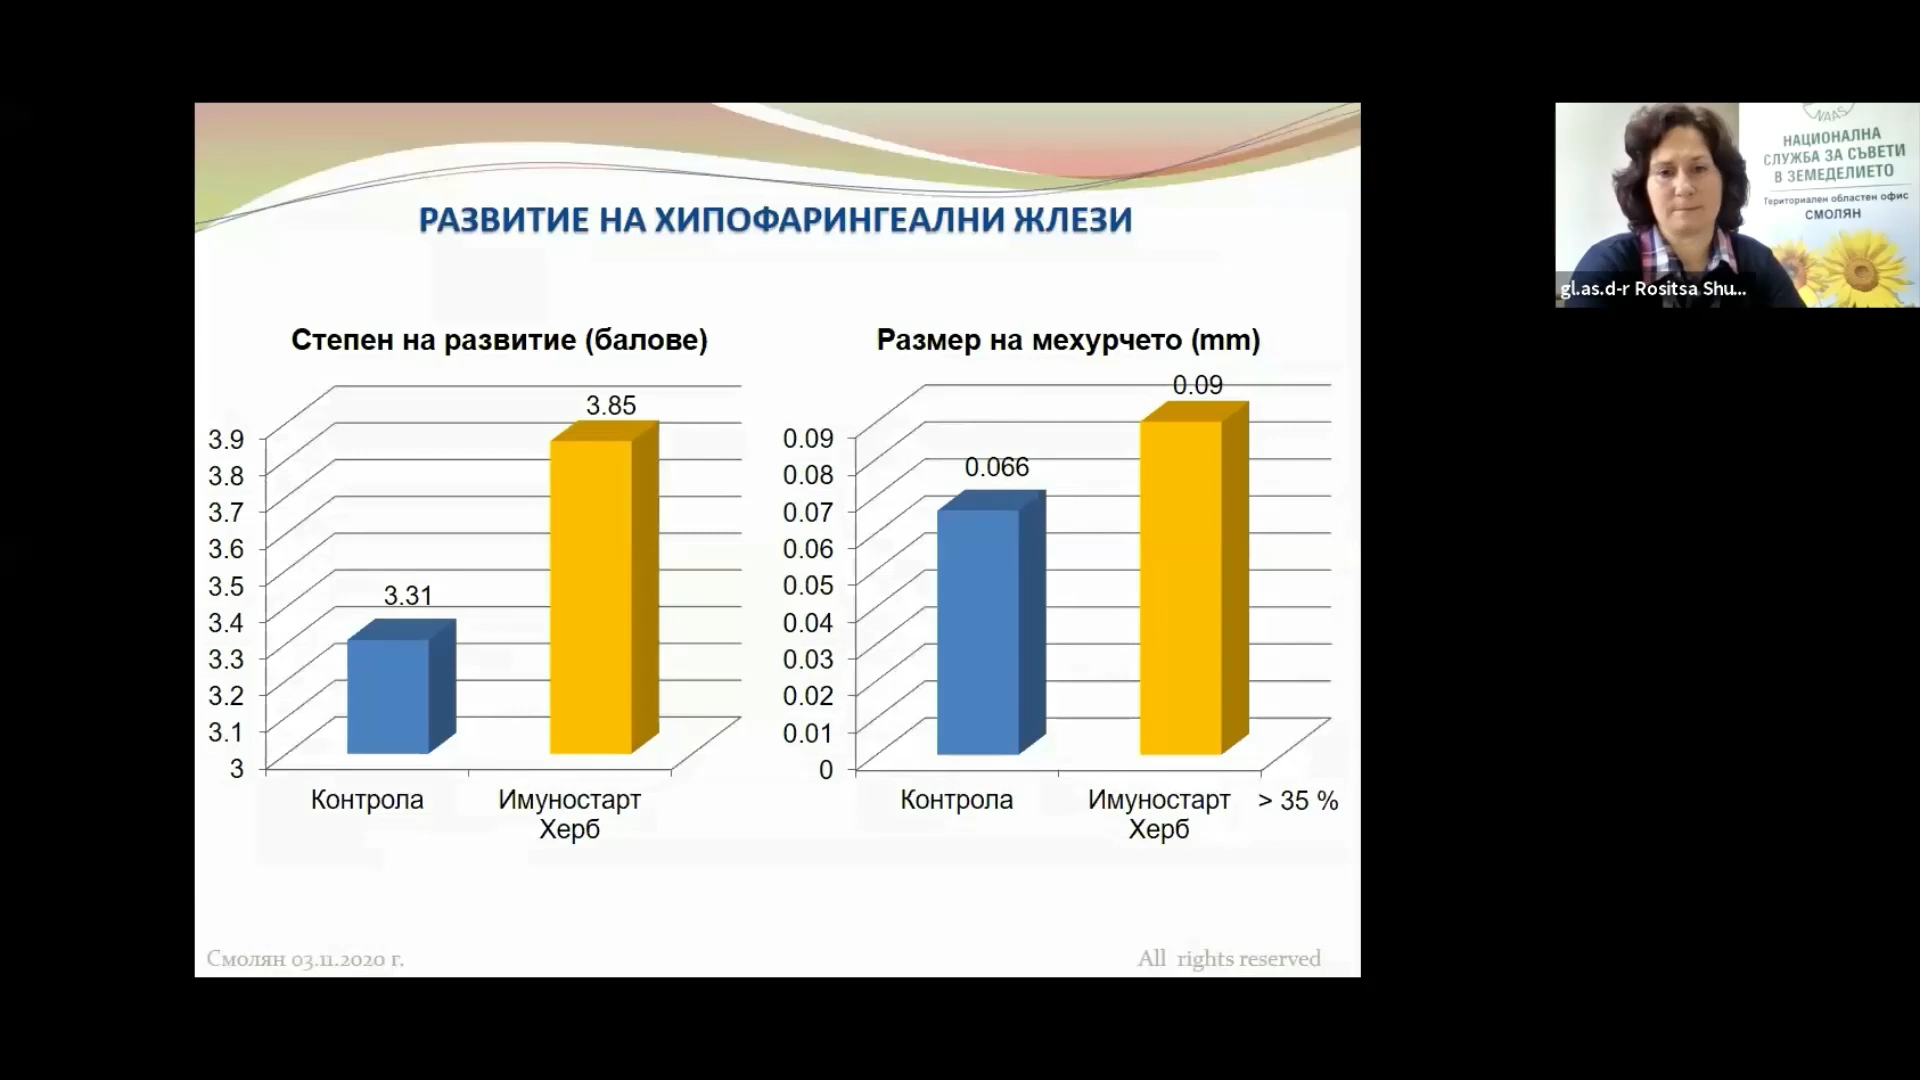 РАЗВИТИЕ НА ХИПОФАРИНГЕАЛНИ ЖЛЕЗИ
Степен на развитие (балове)
3.9
3.8
3.7
3.6
3.5
3.4
3.3
3.2
3.1
3
3.31
3.85
Контрола
Имуностарт
Херб
Размер на мехурчето (mm)
0.09
0.08
0.07
0.06
0.05
0.04
0.03
0.02
0.01
0
0.066
0.09
Контрола
Имуностарт
Херб
> 35 %
Смолян 03.11.2020 г.
All rights reserved
NAAS
НАЦИОНАЛНА
СЛУЖБА ЗА СЪВЕТИ
В ЗЕМЕДЕЛИЕТО
Териториален областен офис
СМОЛЯН
gl.as.d-r Rositsa Shu...